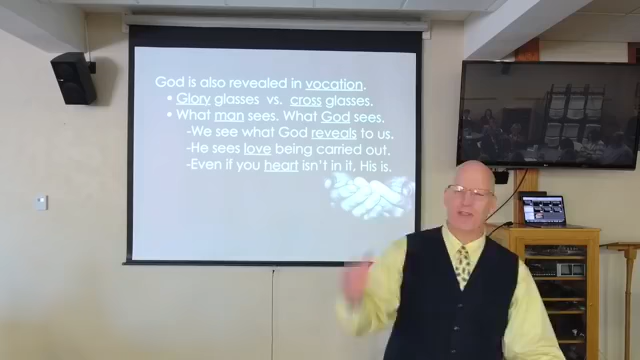 God is also revealed in vocation.
• Glory glasses vs. cross glasses.
• What man sees. What God sees.
-We see what God reveals to us.
-He sees love being carried out.
-Even if you heart isn't in it, His is.